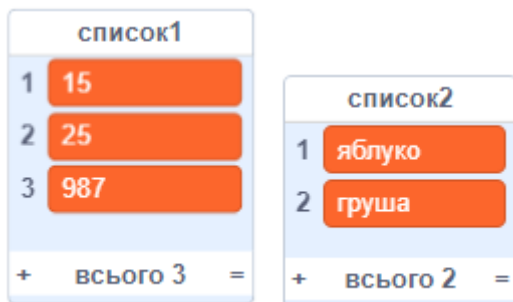 список1
1 15
2 25
3 987
+ всього 3 =
список2
1 яблуко
2 груша
+ всього 2 =